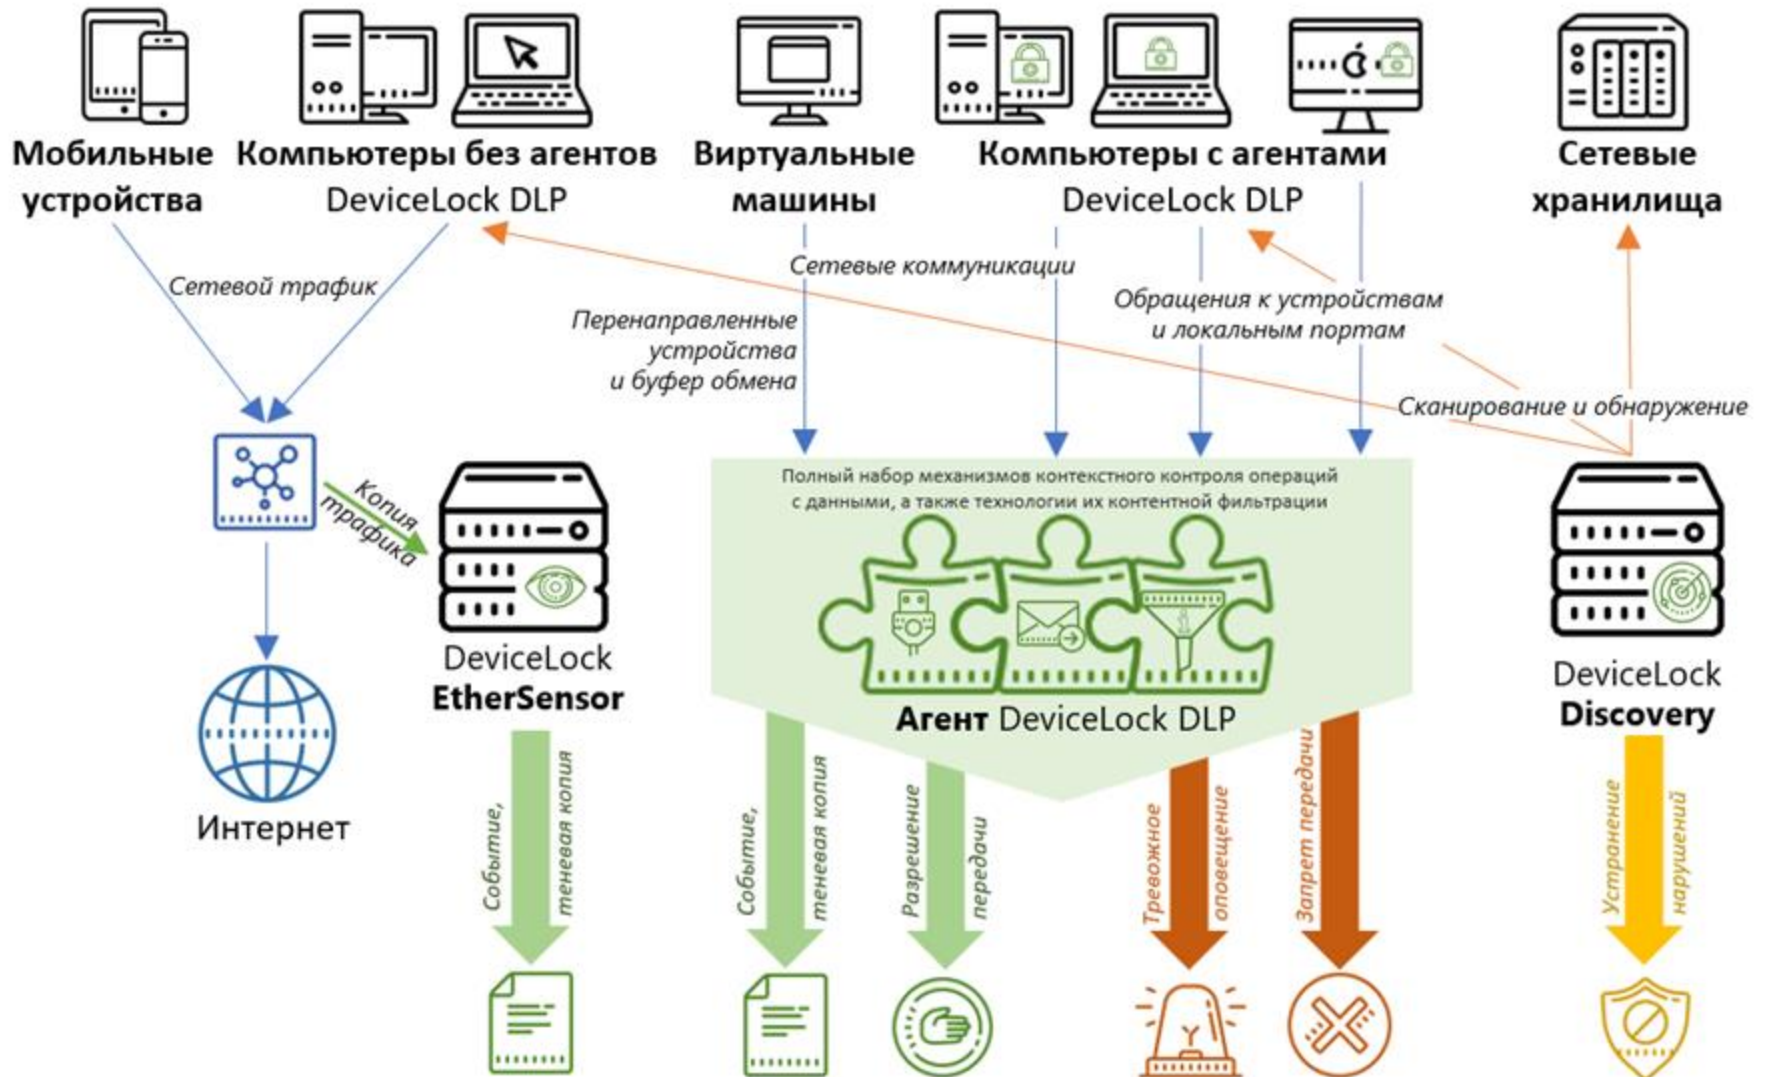 Мобильные
устройства
Компьютеры без агентов
DeviceLock DLP
Виртуальные
машины
Компьютеры с агентами
DeviceLock DLP
Сетевые
хранилища
Сетевой трафик
Сетевые коммуникации
Перенаправленные
устройства
и буфер обмена
Обращения к устройствам
и локальным портам
Сканирование и обнаружение
Копия
трафика
Полный набор механизмов контекстного контроля операций
с данными, а также технологии их контентной фильтрации
DeviceLock
EtherSensor
Агент DeviceLock DLP
DeviceLock
Discovery
Интернет
Событие,
теневая копия
Событие,
теневая копия
Разрешение
передачи
Тревожное
оповещение
Запрет передачи
Устранение
нарушений